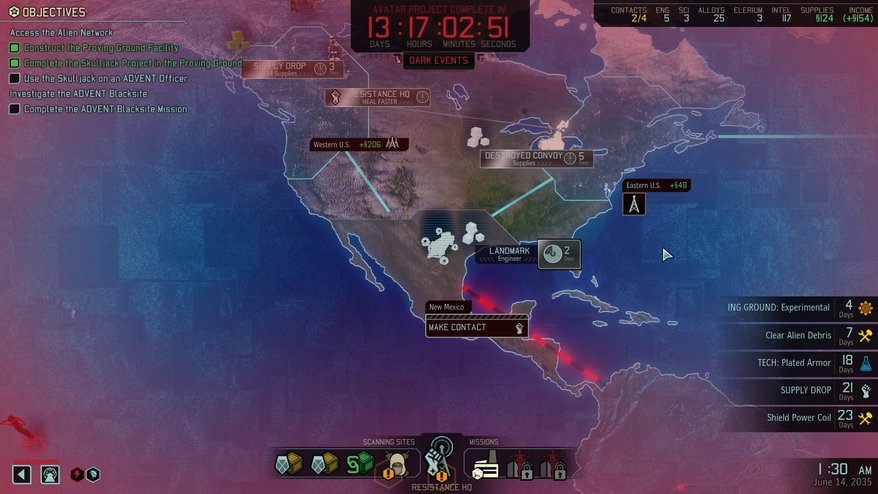 OBJECTIVES
Access the Alien Network
Construct the Proving Ground Facility
Complete the Skulljack Project in the Proving Ground
Use the Skulljack on an ADVENT Officer
Investigate the ADVENT Blacksite
Complete the ADVENT Blacksite Mission
AVATAR PROJECT COMPLETE IN
13:17:02:51
DAYS HOURS MINUTES SECONDS
DARK EVENTS
CONTACTS ENG SCI ALLOYS ELERIUM INTEL SUPPLIES INCOME
2/4 5 3 25 3 117 §124 (+§154)
SUPPLY DROP 3
Supplies
RESISTANCE HQ
HEAL FASTER
Western U.S. +§206
DESTROYED CONVOY 5
Supplies Days
Eastern U.S. +§48
LANDMARK 2
Engineer Days
New Mexico
MAKE CONTACT
ING GROUND: Experimental 4
Days
Clear Alien Debris 7
Days
TECH: Plated Armor 18
Days
SUPPLY DROP 21
Days
Shield Power Coil 23
Days
SCANNING SITES MISSIONS
RESISTANCE HQ
1:30 AM
June 14, 2035